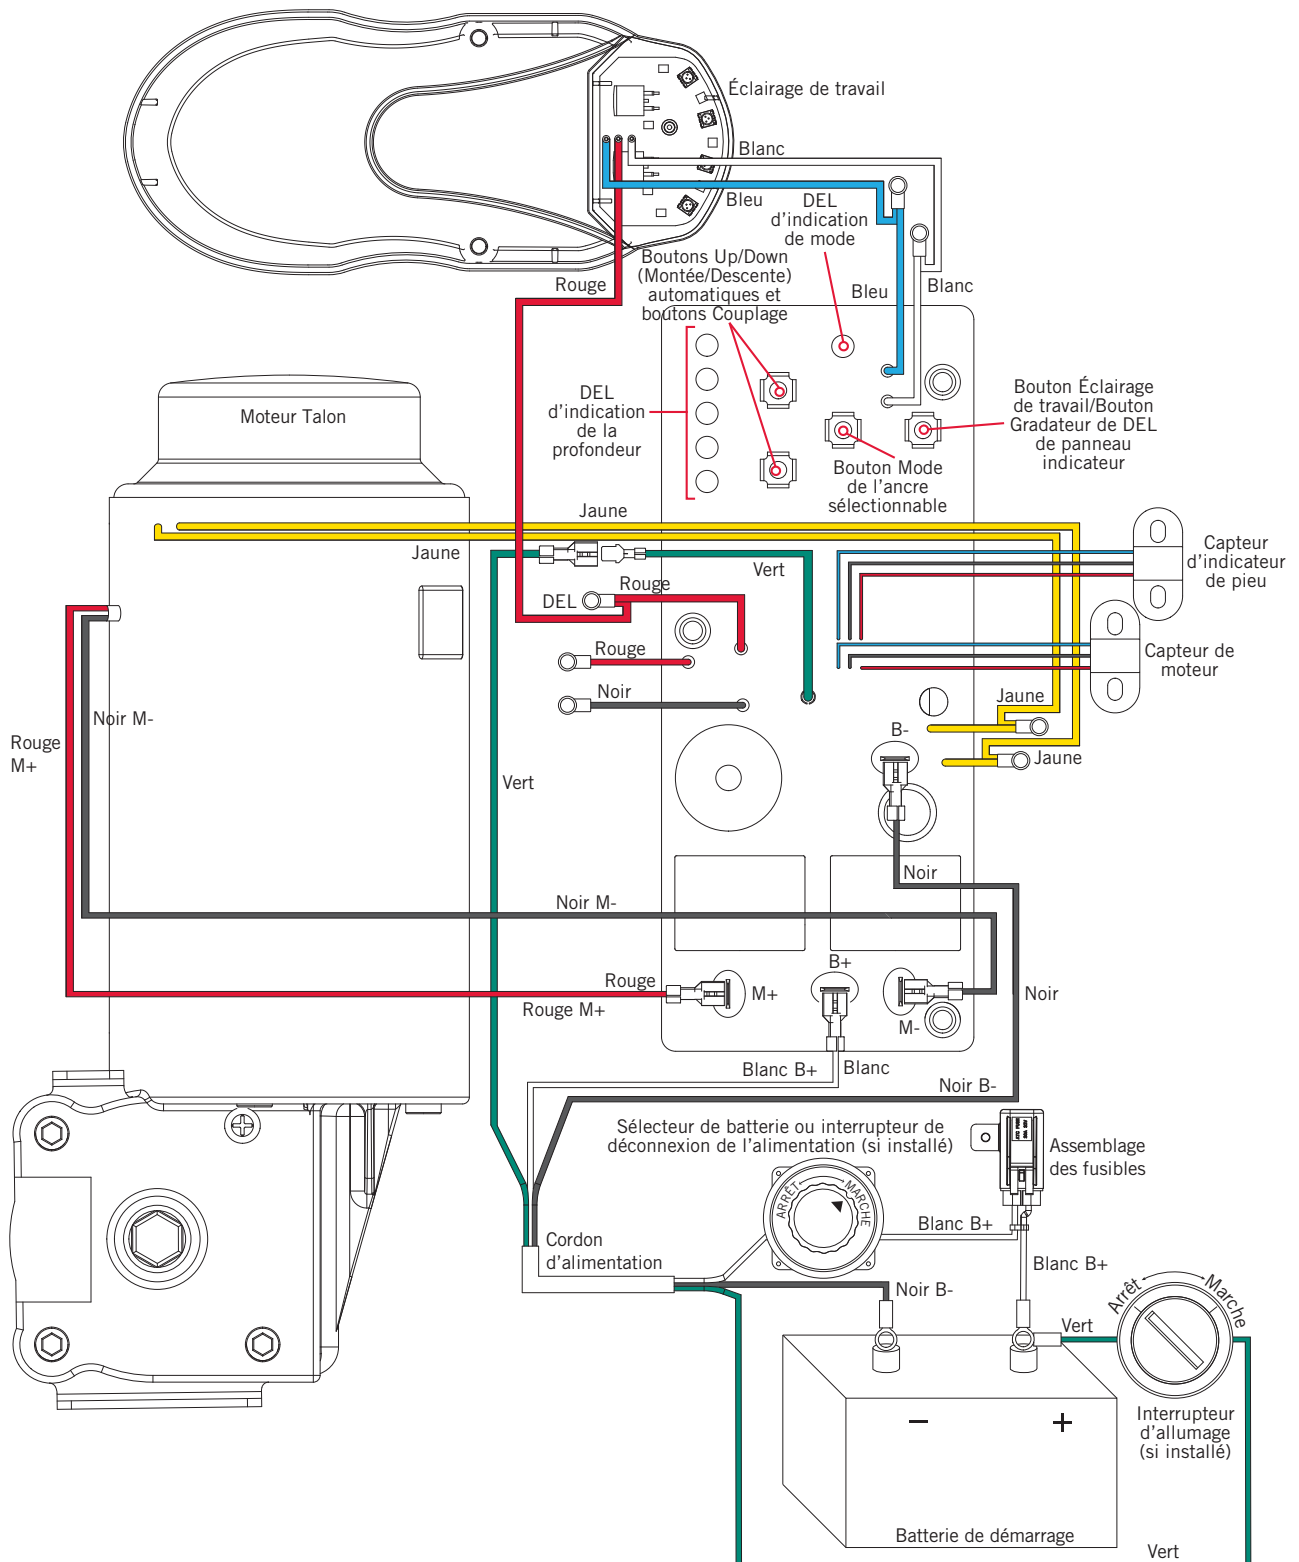 Éclairage de travail
Blanc
Bleu
DEL
d'indication
de mode
Boutons Up/Down
(Montée/Descente)
automatiques et
boutons Couplage
Rouge
Bleu
Blanc
Moteur Talon
DEL
d'indication
de la
profondeur
Bouton Éclairage
de travail/Bouton
Gradateur de DEL
de panneau
indicateur
Bouton Mode
de l'ancre
sélectionnable
Jaune
Jaune
Vert
Capteur
d'indicateur
de pieu
Rouge
DEL
Rouge
Capteur de
moteur
Noir
Jaune
Noir M-
Rouge
M+
B-
Jaune
Vert
Noir
Noir M-
B+
Rouge
M+
Rouge M+
Noir
M-
Blanc B+
Blanc
Noir B-
Sélecteur de batterie ou interrupteur de
déconnexion de l'alimentation (si installé)
Assemblage
des fusibles
ARRÊT
MARCHE
Blanc B+
Cordon
d'alimentation
Blanc B+
Noir B-
Arrêt
Marche
Vert
Interrupteur
d'allumage
(si installé)
−
+
Batterie de démarrage
Vert